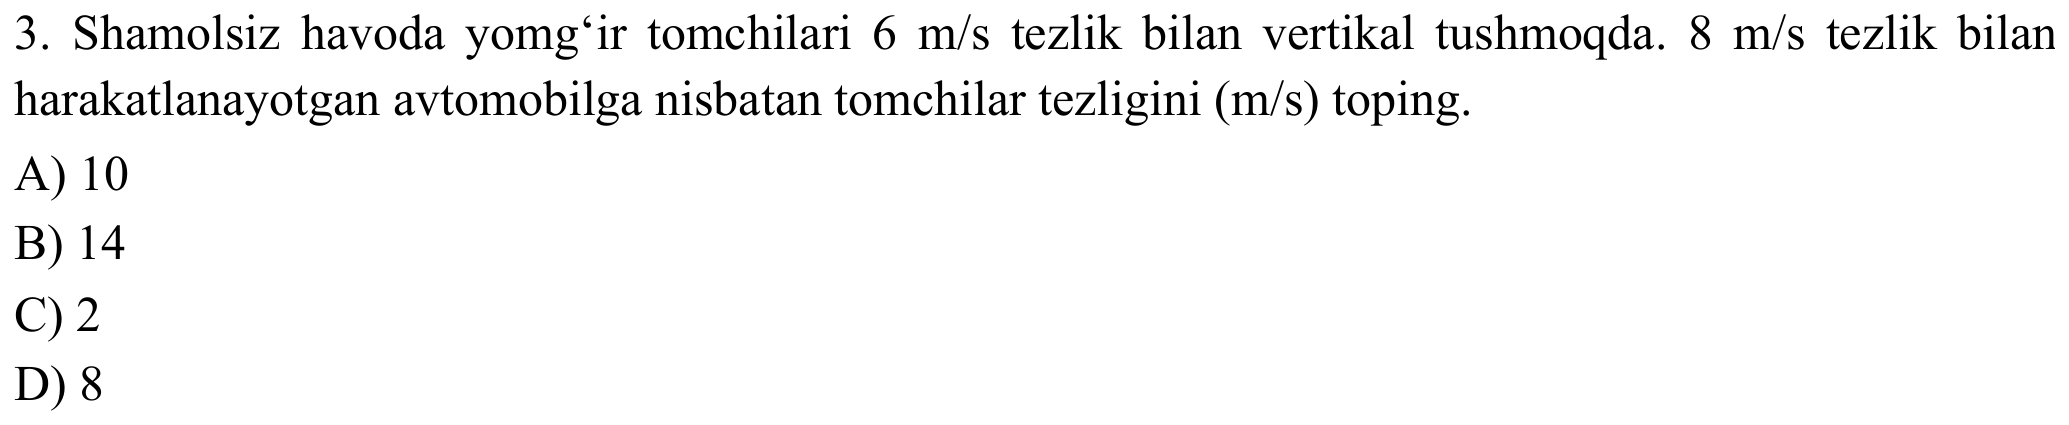 3. Shamolsiz havoda yomg‘ir tomchilari 6 m/s tezlik bilan vertikal tushmoqda. 8 m/s tezlik bilan
harakatlanayotgan avtomobilga nisbatan tomchilar tezligini (m/s) toping.
A) 10
B) 14
C) 2
D) 8